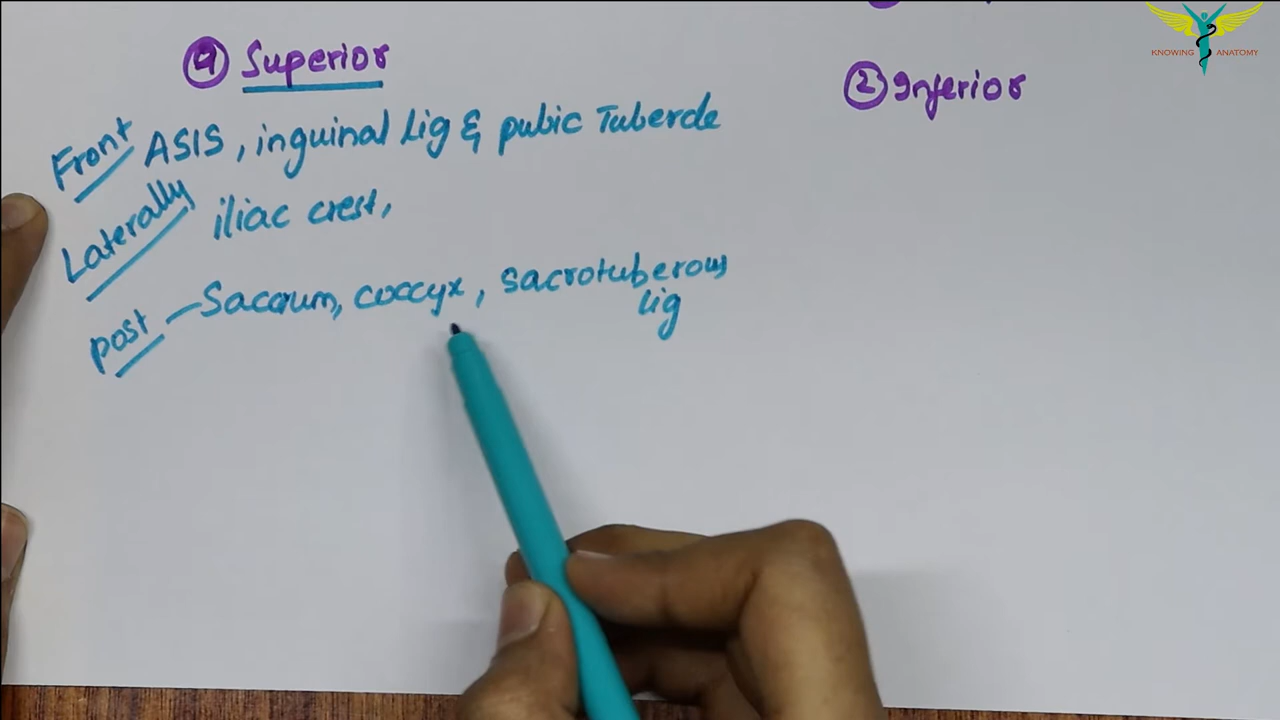 ① Superior
Front ASIS, inguinal Lig & pubic Tubercle
Laterally iliac crest,
post - Sacrum, coccyx, sacrotuberous
lig
② Inferior
KNOWING ANATOMY